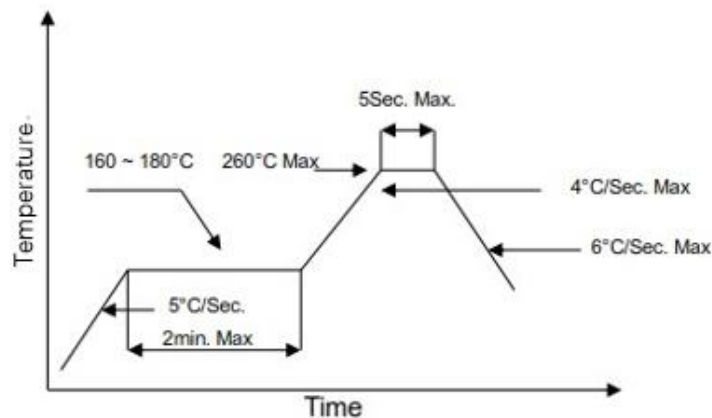 5Sec. Max.
160 ~ 180°C
260°C Max
4°C/Sec. Max
6°C/Sec. Max
5°C/Sec.
2min. Max
Temperature
Time